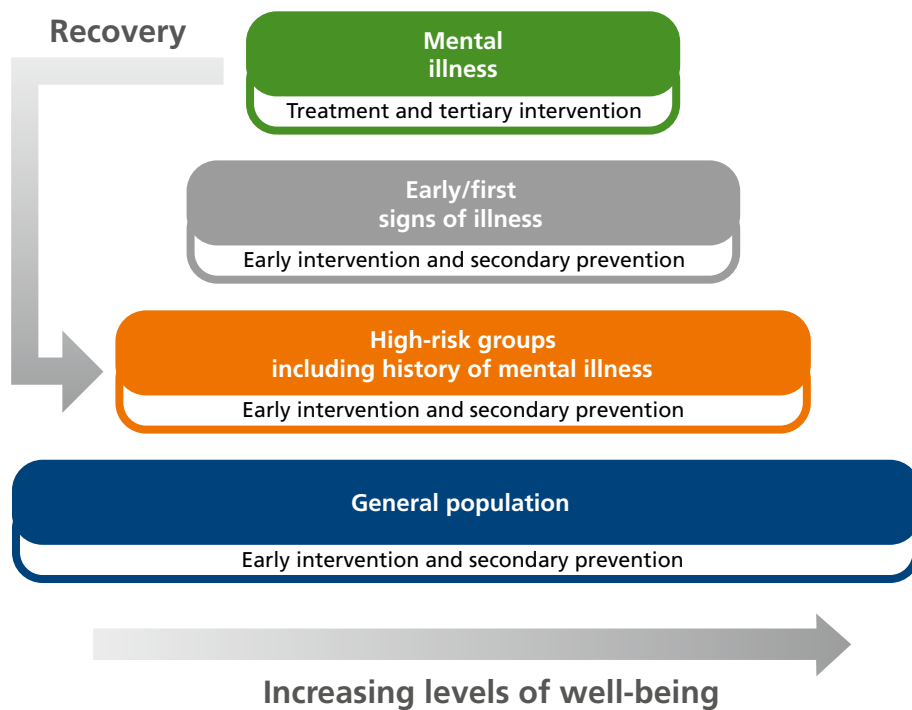 Recovery
Mental
illness
Treatment and tertiary intervention
Early/first
signs of illness
Early intervention and secondary prevention
High-risk groups
including history of mental illness
Early intervention and secondary prevention
General population
Early intervention and secondary prevention
Increasing levels of well-being